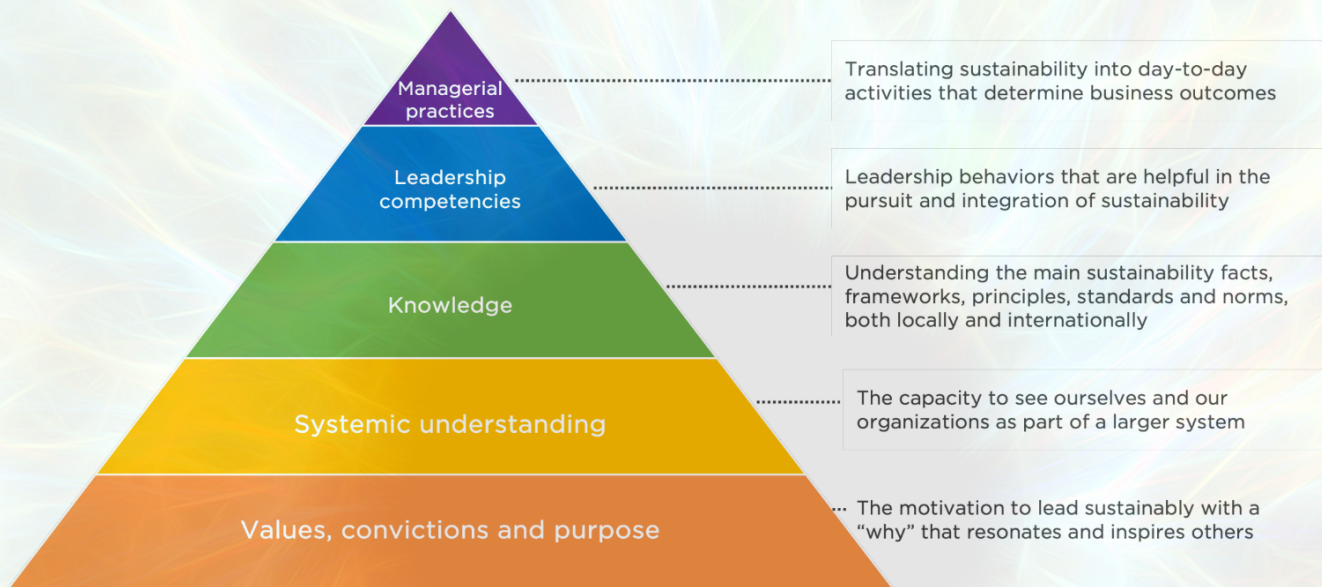 Managerial
practices
Translating sustainability into day-to-day
activities that determine business outcomes
Leadership
competencies
Leadership behaviors that are helpful in the
pursuit and integration of sustainability
Knowledge
Understanding the main sustainability facts,
frameworks, principles, standards and norms,
both locally and internationally
Systemic understanding
The capacity to see ourselves and our
organizations as part of a larger system
Values, convictions and purpose
The motivation to lead sustainably with a
“why” that resonates and inspires others